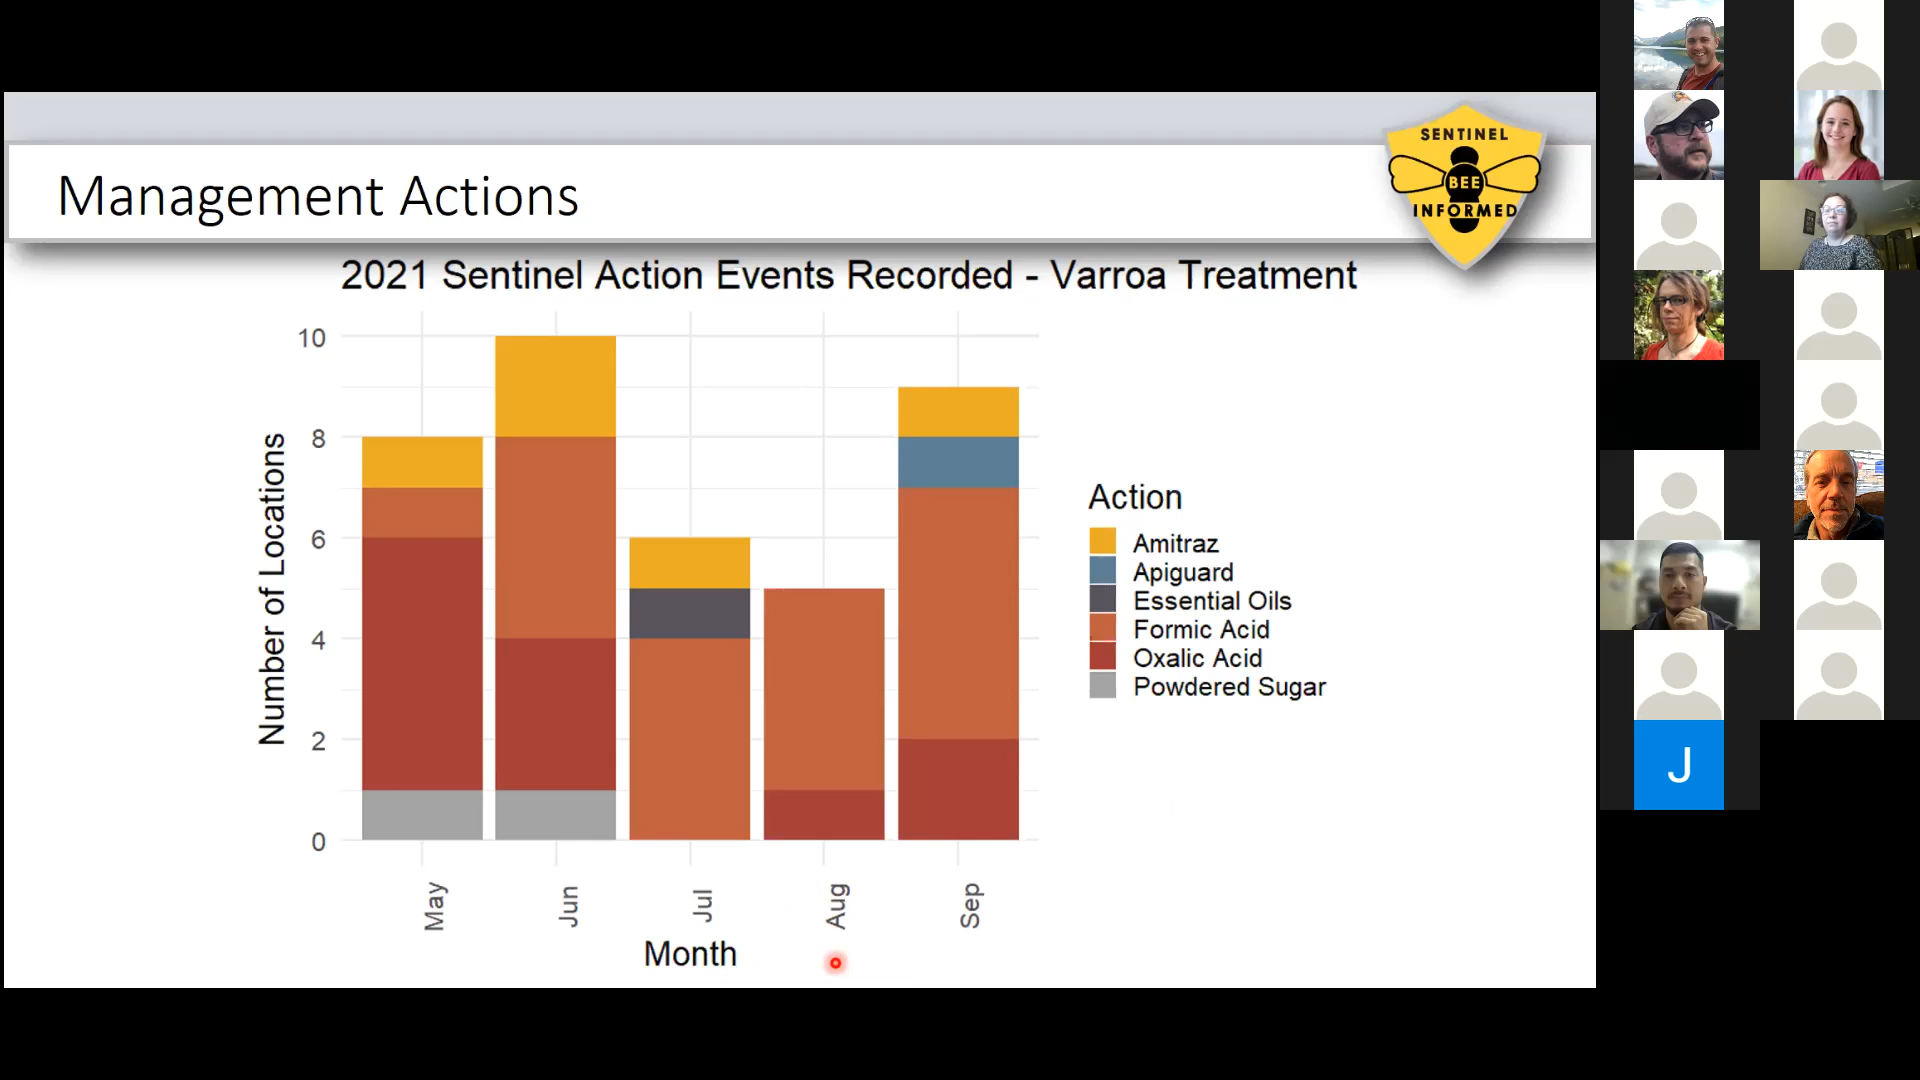 Management Actions
SENTINEL
BEE
INFORMED
2021 Sentinel Action Events Recorded - Varroa Treatment
Number of Locations
10
8
6
4
2
0
May
Jun
Jul
Aug
Sep
Month
Action
Amitraz
Apiguard
Essential Oils
Formic Acid
Oxalic Acid
Powdered Sugar
J